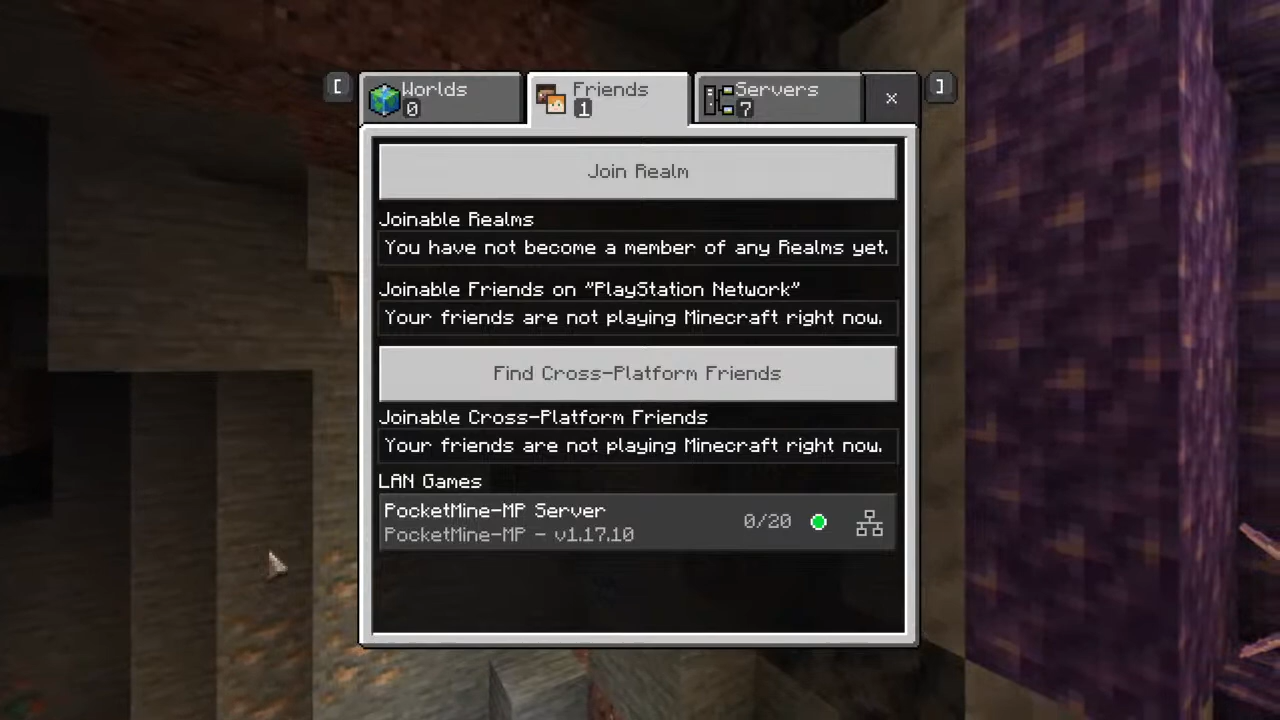 [
Worlds
0
Friends
1
Servers
7
×
]
Join Realm
Joinable Realms
You have not become a member of any Realms yet.
Joinable Friends on "PlayStation Network"
Your friends are not playing Minecraft right now.
Find Cross-Platform Friends
Joinable Cross-Platform Friends
Your friends are not playing Minecraft right now.
LAN Games
PocketMine-MP Server
0/20
PocketMine-MP - v1.17.10